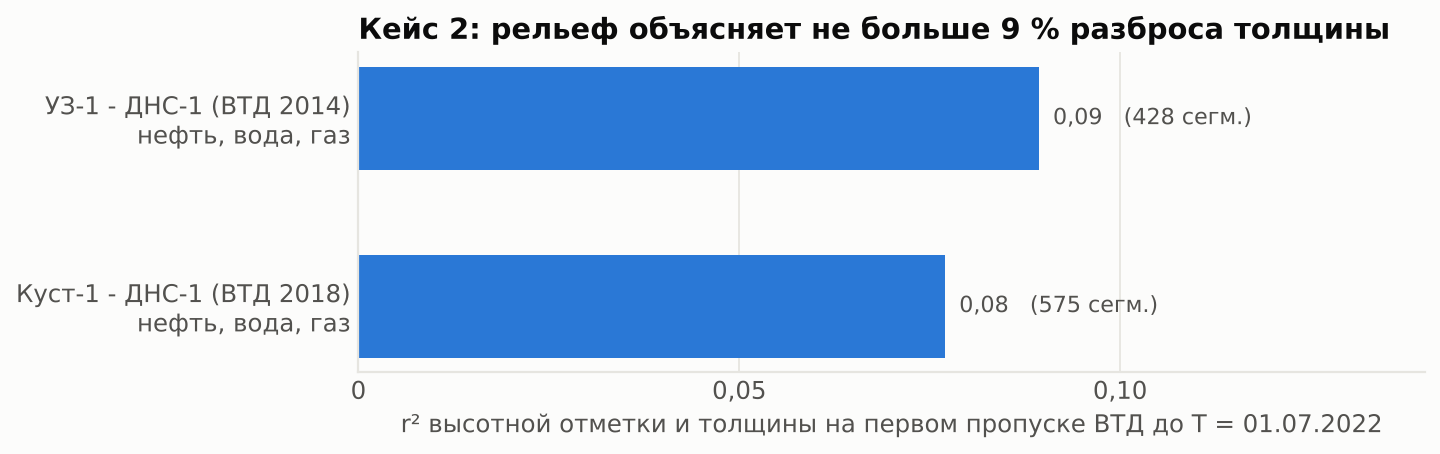 Кейс 2: рельеф объясняет не больше 9 % разброса толщины
УЗ-1 - ДНС-1 (ВТД 2014)
нефть, вода, газ
0,09 (428 сегм.)
Куст-1 - ДНС-1 (ВТД 2018)
нефть, вода, газ
0,08 (575 сегм.)
0 0,05 0,10
r² высотной отметки и толщины на первом пропуске ВТД до T = 01.07.2022